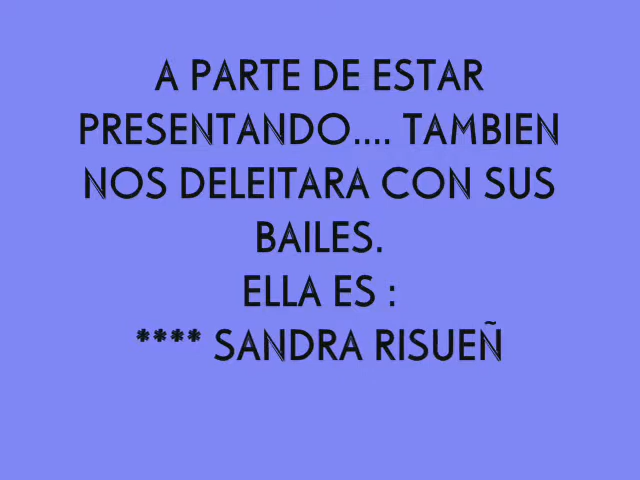 A PARTE DE ESTAR
PRESENTANDO.... TAMBIEN
NOS DELEITARA CON SUS
BAILES.
ELLA ES :
**** SANDRA RISUEÑ